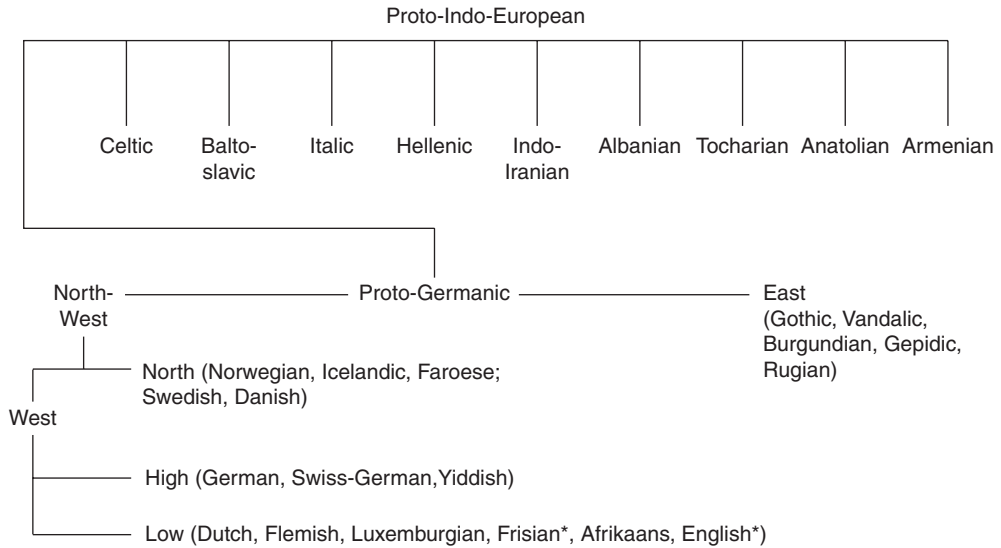 Proto-Indo-European
Celtic
Balto-
slavic
Italic
Hellenic
Indo-
Iranian
Albanian
Tocharian
Anatolian
Armenian
North-
West
Proto-Germanic
East
(Gothic, Vandalic,
Burgundian, Gepidic,
Rugian)
North (Norwegian, Icelandic, Faroese;
Swedish, Danish)
West
High (German, Swiss-German,Yiddish)
Low (Dutch, Flemish, Luxemburgian, Frisian*, Afrikaans, English*)